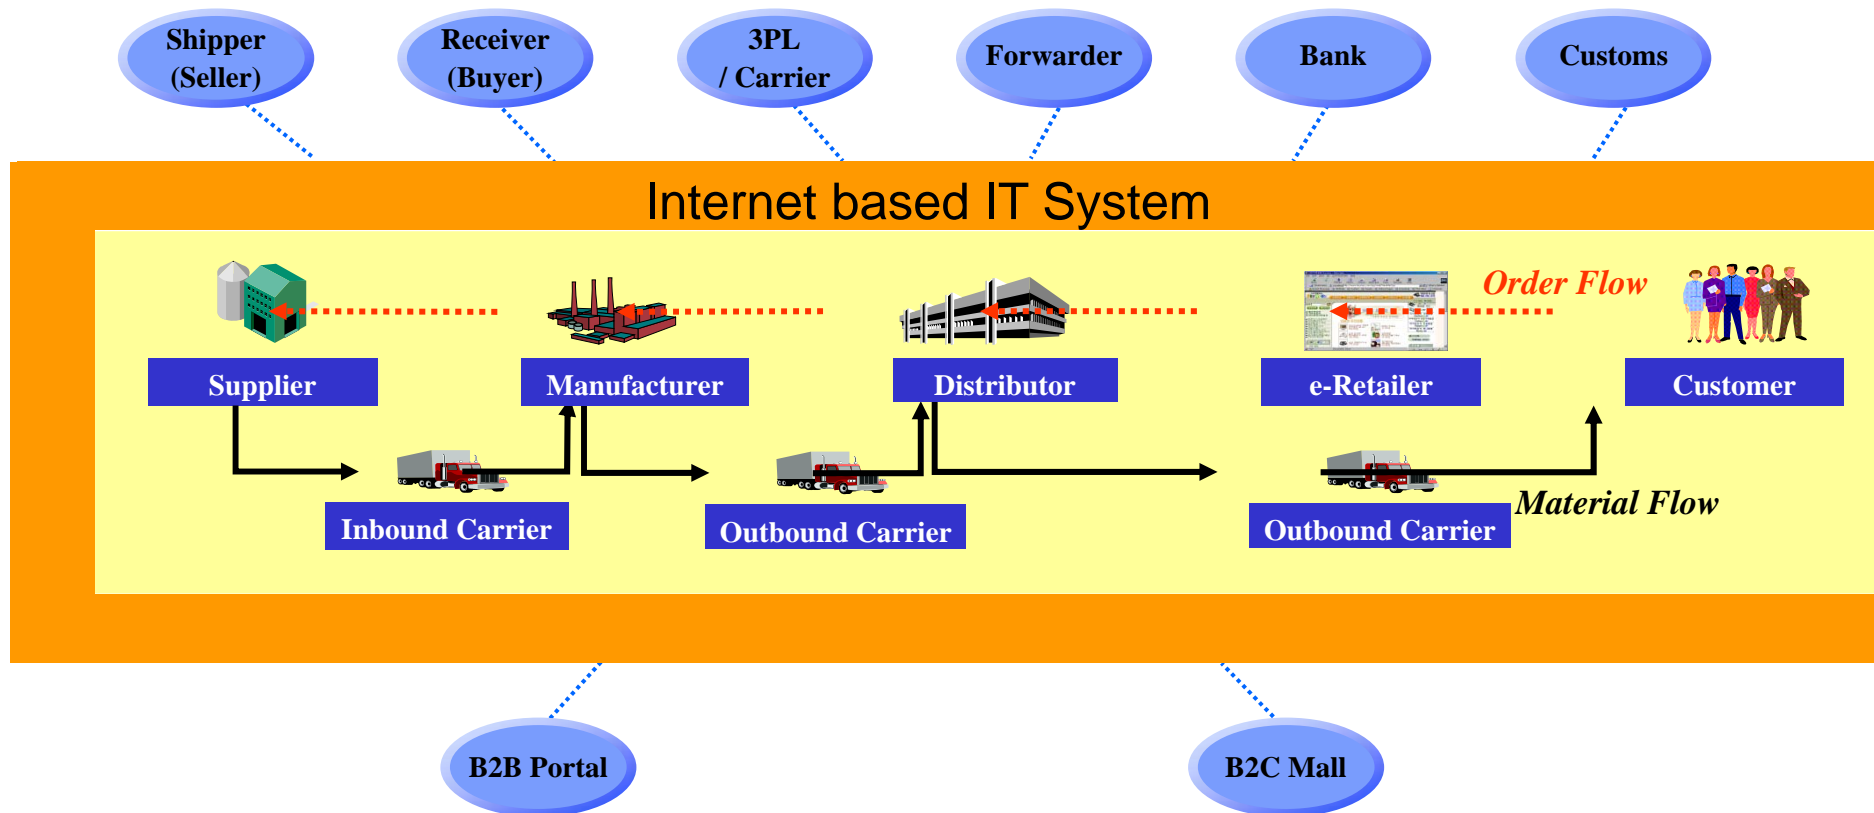 Shipper
(Seller)
Receiver
(Buyer)
3PL
/ Carrier
Forwarder
Bank
Customs
Internet based IT System
Order Flow
Supplier
Manufacturer
Distributor
e-Retailer
Customer
Material Flow
Inbound Carrier
Outbound Carrier
Outbound Carrier
B2B Portal
B2C Mall